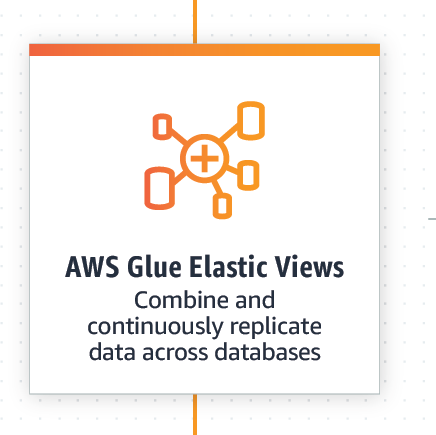 AWS Glue Elastic Views
Combine and
continuously replicate
data across databases